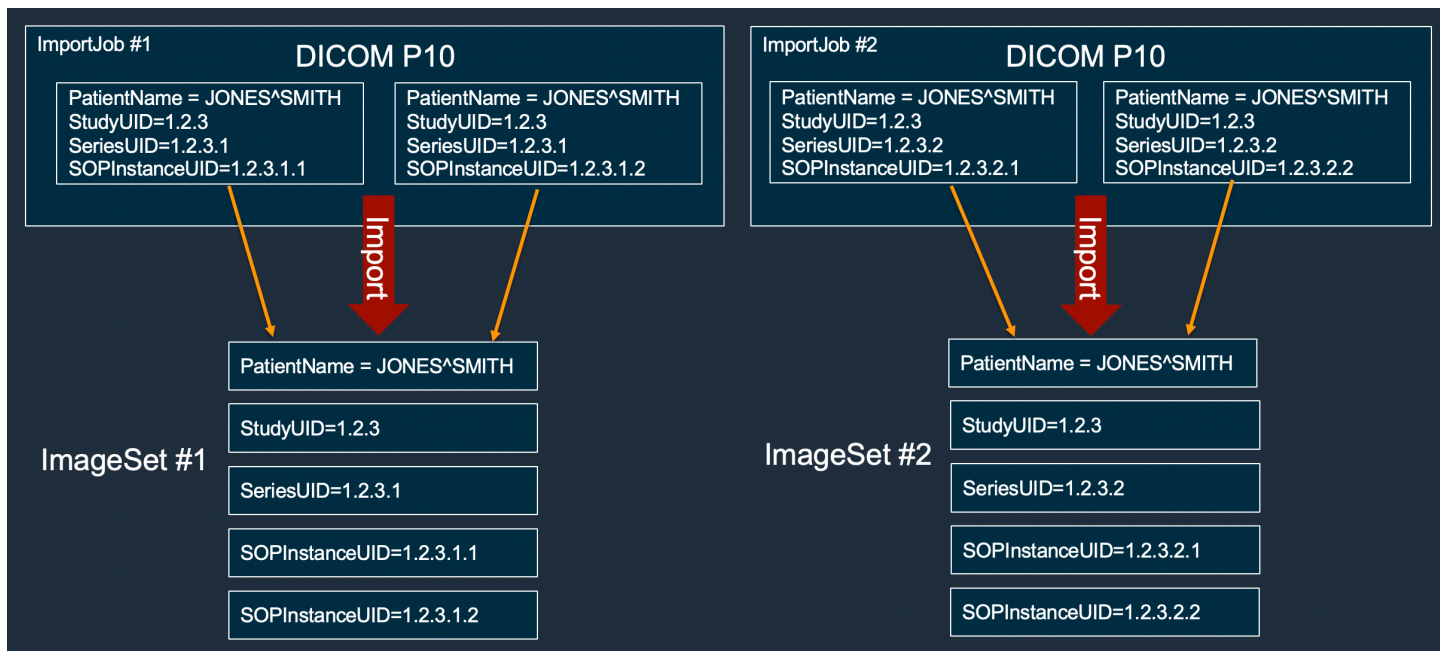 ImportJob #1
DICOM P10
PatientName = JONES^SMITH
StudyUID=1.2.3
SeriesUID=1.2.3.1
SOPInstanceUID=1.2.3.1.1
PatientName = JONES^SMITH
StudyUID=1.2.3
SeriesUID=1.2.3.1
SOPInstanceUID=1.2.3.1.2
Import
ImageSet #1
PatientName = JONES^SMITH
StudyUID=1.2.3
SeriesUID=1.2.3.1
SOPInstanceUID=1.2.3.1.1
SOPInstanceUID=1.2.3.1.2
ImportJob #2
DICOM P10
PatientName = JONES^SMITH
StudyUID=1.2.3
SeriesUID=1.2.3.2
SOPInstanceUID=1.2.3.2.1
PatientName = JONES^SMITH
StudyUID=1.2.3
SeriesUID=1.2.3.2
SOPInstanceUID=1.2.3.2.2
Import
ImageSet #2
PatientName = JONES^SMITH
StudyUID=1.2.3
SeriesUID=1.2.3.2
SOPInstanceUID=1.2.3.2.1
SOPInstanceUID=1.2.3.2.2